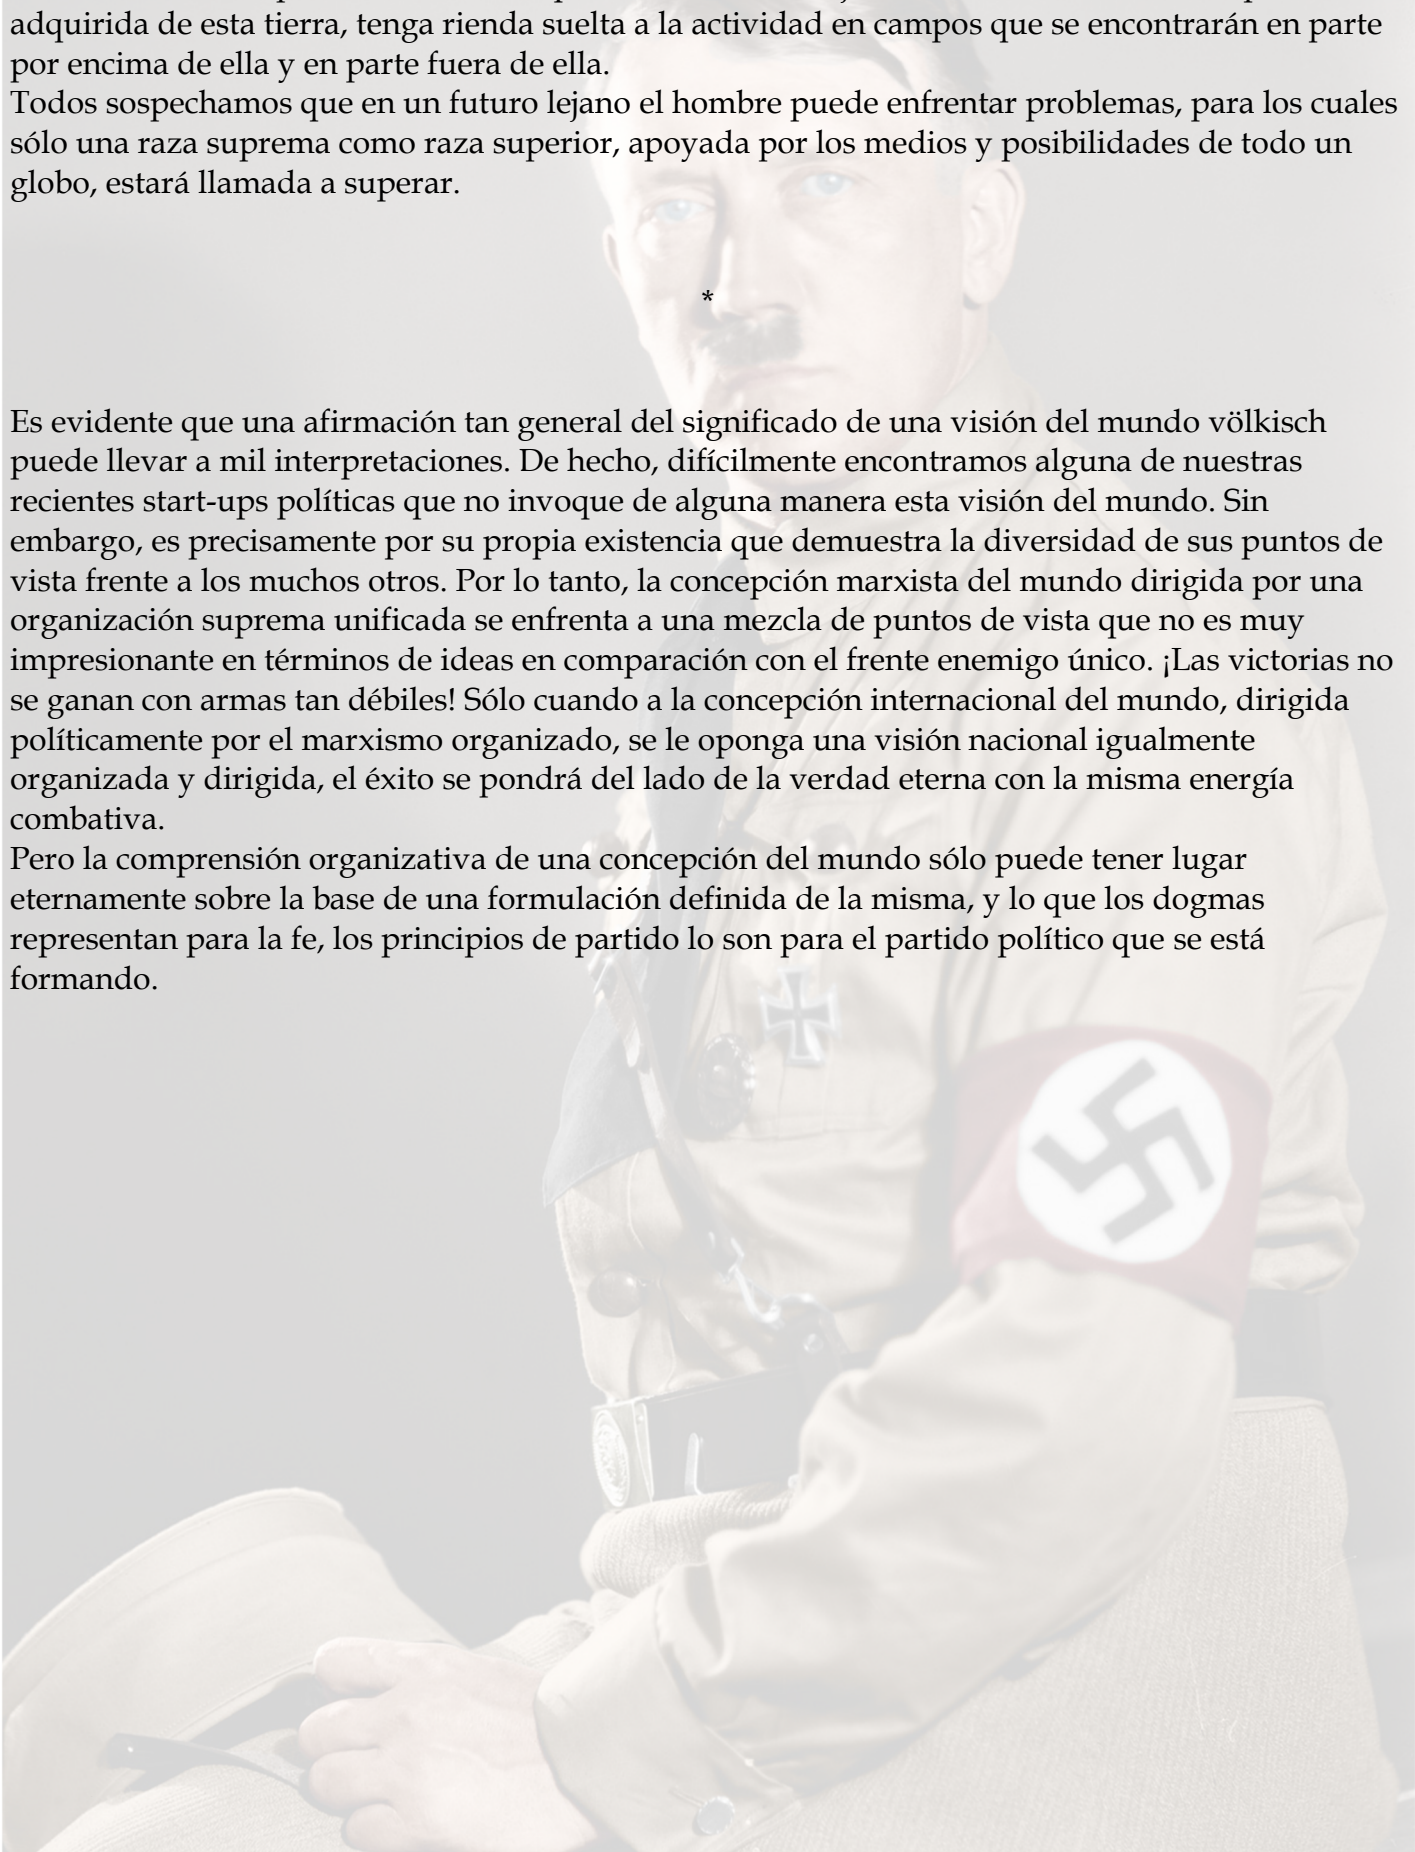 adquirida de esta tierra, tenga rienda suelta a la actividad en campos que se encontrarán en parte
por encima de ella y en parte fuera de ella.
Todos sospechamos que en un futuro lejano el hombre puede enfrentar problemas, para los cuales
sólo una raza suprema como raza superior, apoyada por los medios y posibilidades de todo un
globo, estará llamada a superar.
*
Es evidente que una afirmación tan general del significado de una visión del mundo völkisch
puede llevar a mil interpretaciones. De hecho, difícilmente encontramos alguna de nuestras
recientes start-ups políticas que no invoque de alguna manera esta visión del mundo. Sin
embargo, es precisamente por su propia existencia que demuestra la diversidad de sus puntos de
vista frente a los muchos otros. Por lo tanto, la concepción marxista del mundo dirigida por una
organización suprema unificada se enfrenta a una mezcla de puntos de vista que no es muy
impresionante en términos de ideas en comparación con el frente enemigo único. ¡Las victorias no
se ganan con armas tan débiles! Sólo cuando a la concepción internacional del mundo, dirigida
políticamente por el marxismo organizado, se le oponga una visión nacional igualmente
organizada y dirigida, el éxito se pondrá del lado de la verdad eterna con la misma energía
combativa.
Pero la comprensión organizativa de una concepción del mundo sólo puede tener lugar
eternamente sobre la base de una formulación definida de la misma, y lo que los dogmas
representan para la fe, los principios de partido lo son para el partido político que se está
formando.